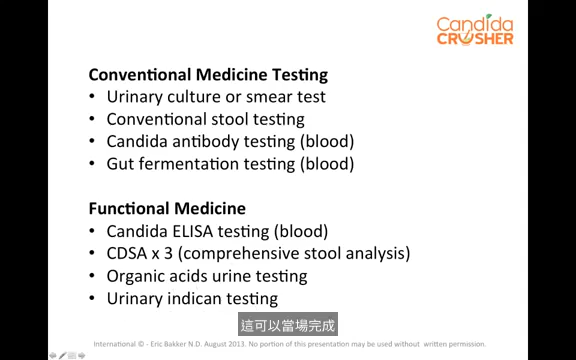 Candida
CRUSHER
Conventional Medicine Testing
• Urinary culture or smear test
• Conventional stool testing
• Candida antibody testing (blood)
• Gut fermentation testing (blood)
Functional Medicine
• Candida ELISA testing (blood)
• CDSA x 3 (comprehensive stool analysis)
• Organic acids urine testing
• Urinary indican testing
這可以當場完成
International © - Eric Bakker N.D. August 2013. No portion of this presentation may be used without written permission.